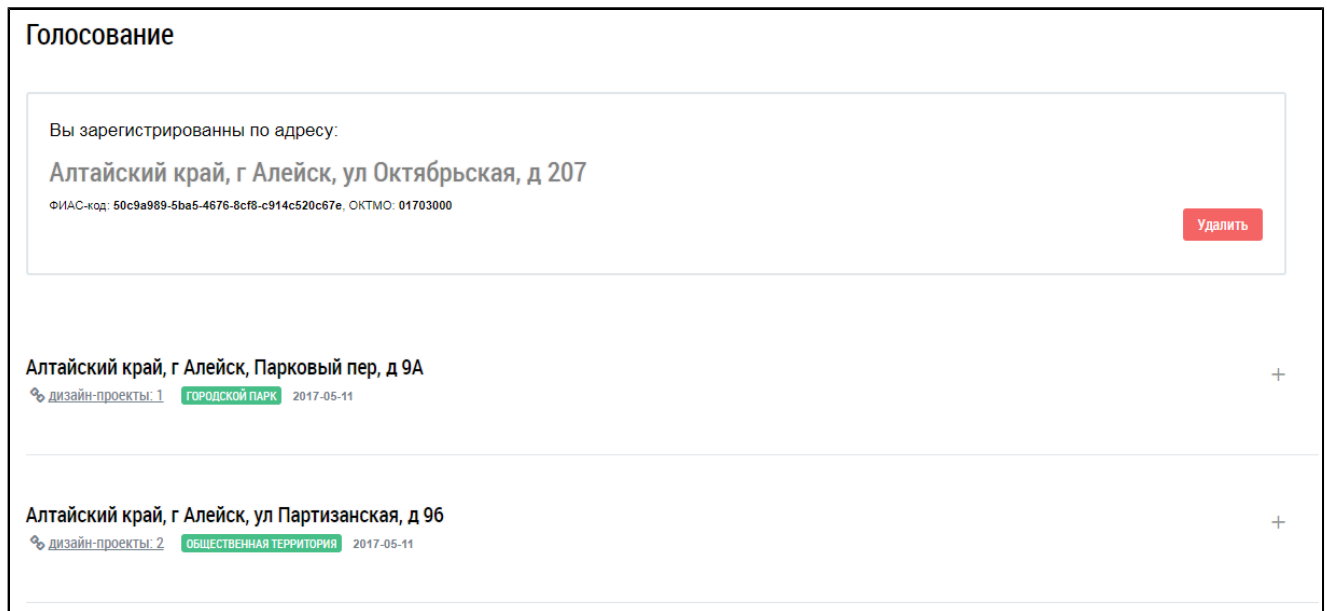 Голосование
Вы зарегистрированны по адресу:
Алтайский край, г Алейск, ул Октябрьская, д 207
ФИАС-код: 50c9a989-5ba5-4676-8cf8-c914c520c67e, ОКТМО: 01703000
Удалить
Алтайский край, г Алейск, Парковый пер, д 9А
+
дизайн-проекты: 1 ГОРОДСКОЙ ПАРК 2017-05-11
Алтайский край, г Алейск, ул Партизанская, д 96
+
дизайн-проекты: 2 ОБЩЕСТВЕННАЯ ТЕРРИТОРИЯ 2017-05-11